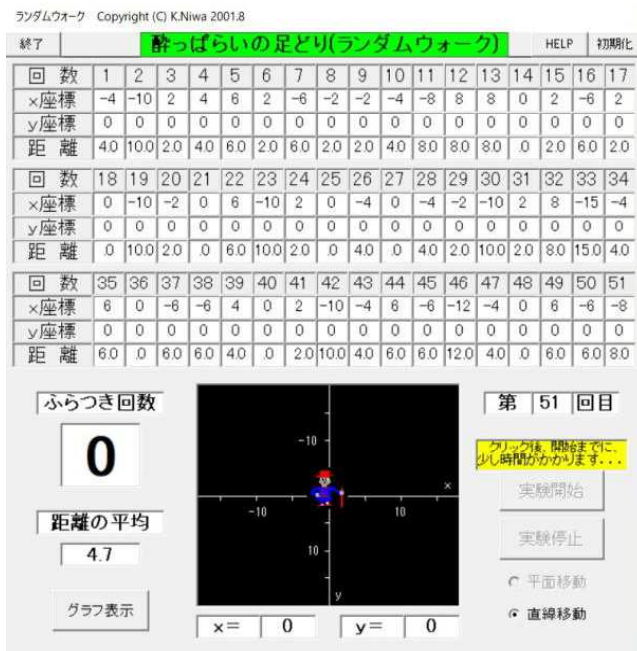 ランダムウォーク Copyright (C) K.Niwa 2001.8
終了 酔っぱらいの足どり(ランダムウォーク) HELP 初期化
回 数 1 2 3 4 5 6 7 8 9 10 11 12 13 14 15 16 17
x座標 -4 -10 2 4 6 2 -6 -2 -2 -4 -8 8 8 0 2 -6 2
y座標 0 0 0 0 0 0 0 0 0 0 0 0 0 0 0 0 0
距 離 4.0 10.0 2.0 4.0 6.0 2.0 6.0 2.0 2.0 4.0 8.0 8.0 8.0 .0 2.0 6.0 2.0
回 数 18 19 20 21 22 23 24 25 26 27 28 29 30 31 32 33 34
x座標 0 -10 -2 0 6 -10 2 0 -4 0 -4 -2 -10 2 8 -15 -4
y座標 0 0 0 0 0 0 0 0 0 0 0 0 0 0 0 0 0
距 離 .0 10.0 2.0 .0 6.0 10.0 2.0 .0 4.0 .0 4.0 2.0 10.0 2.0 8.0 15.0 4.0
回 数 35 36 37 38 39 40 41 42 43 44 45 46 47 48 49 50 51
x座標 6 0 -6 -6 4 0 2 -10 -4 6 -6 -12 -4 0 6 -6 -8
y座標 0 0 0 0 0 0 0 0 0 0 0 0 0 0 0 0 0
距 離 6.0 .0 6.0 6.0 4.0 .0 2.0 10.0 4.0 6.0 6.0 12.0 4.0 .0 6.0 6.0 8.0
ふらつき回数
0
距離の平均
4.7
グラフ表示
-10
x
-10 10
10
y
x= 0 y= 0
第 51 回目
クリック後、開始までに、
少し時間がかかります...
実験開始
実験停止
平面移動
直線移動